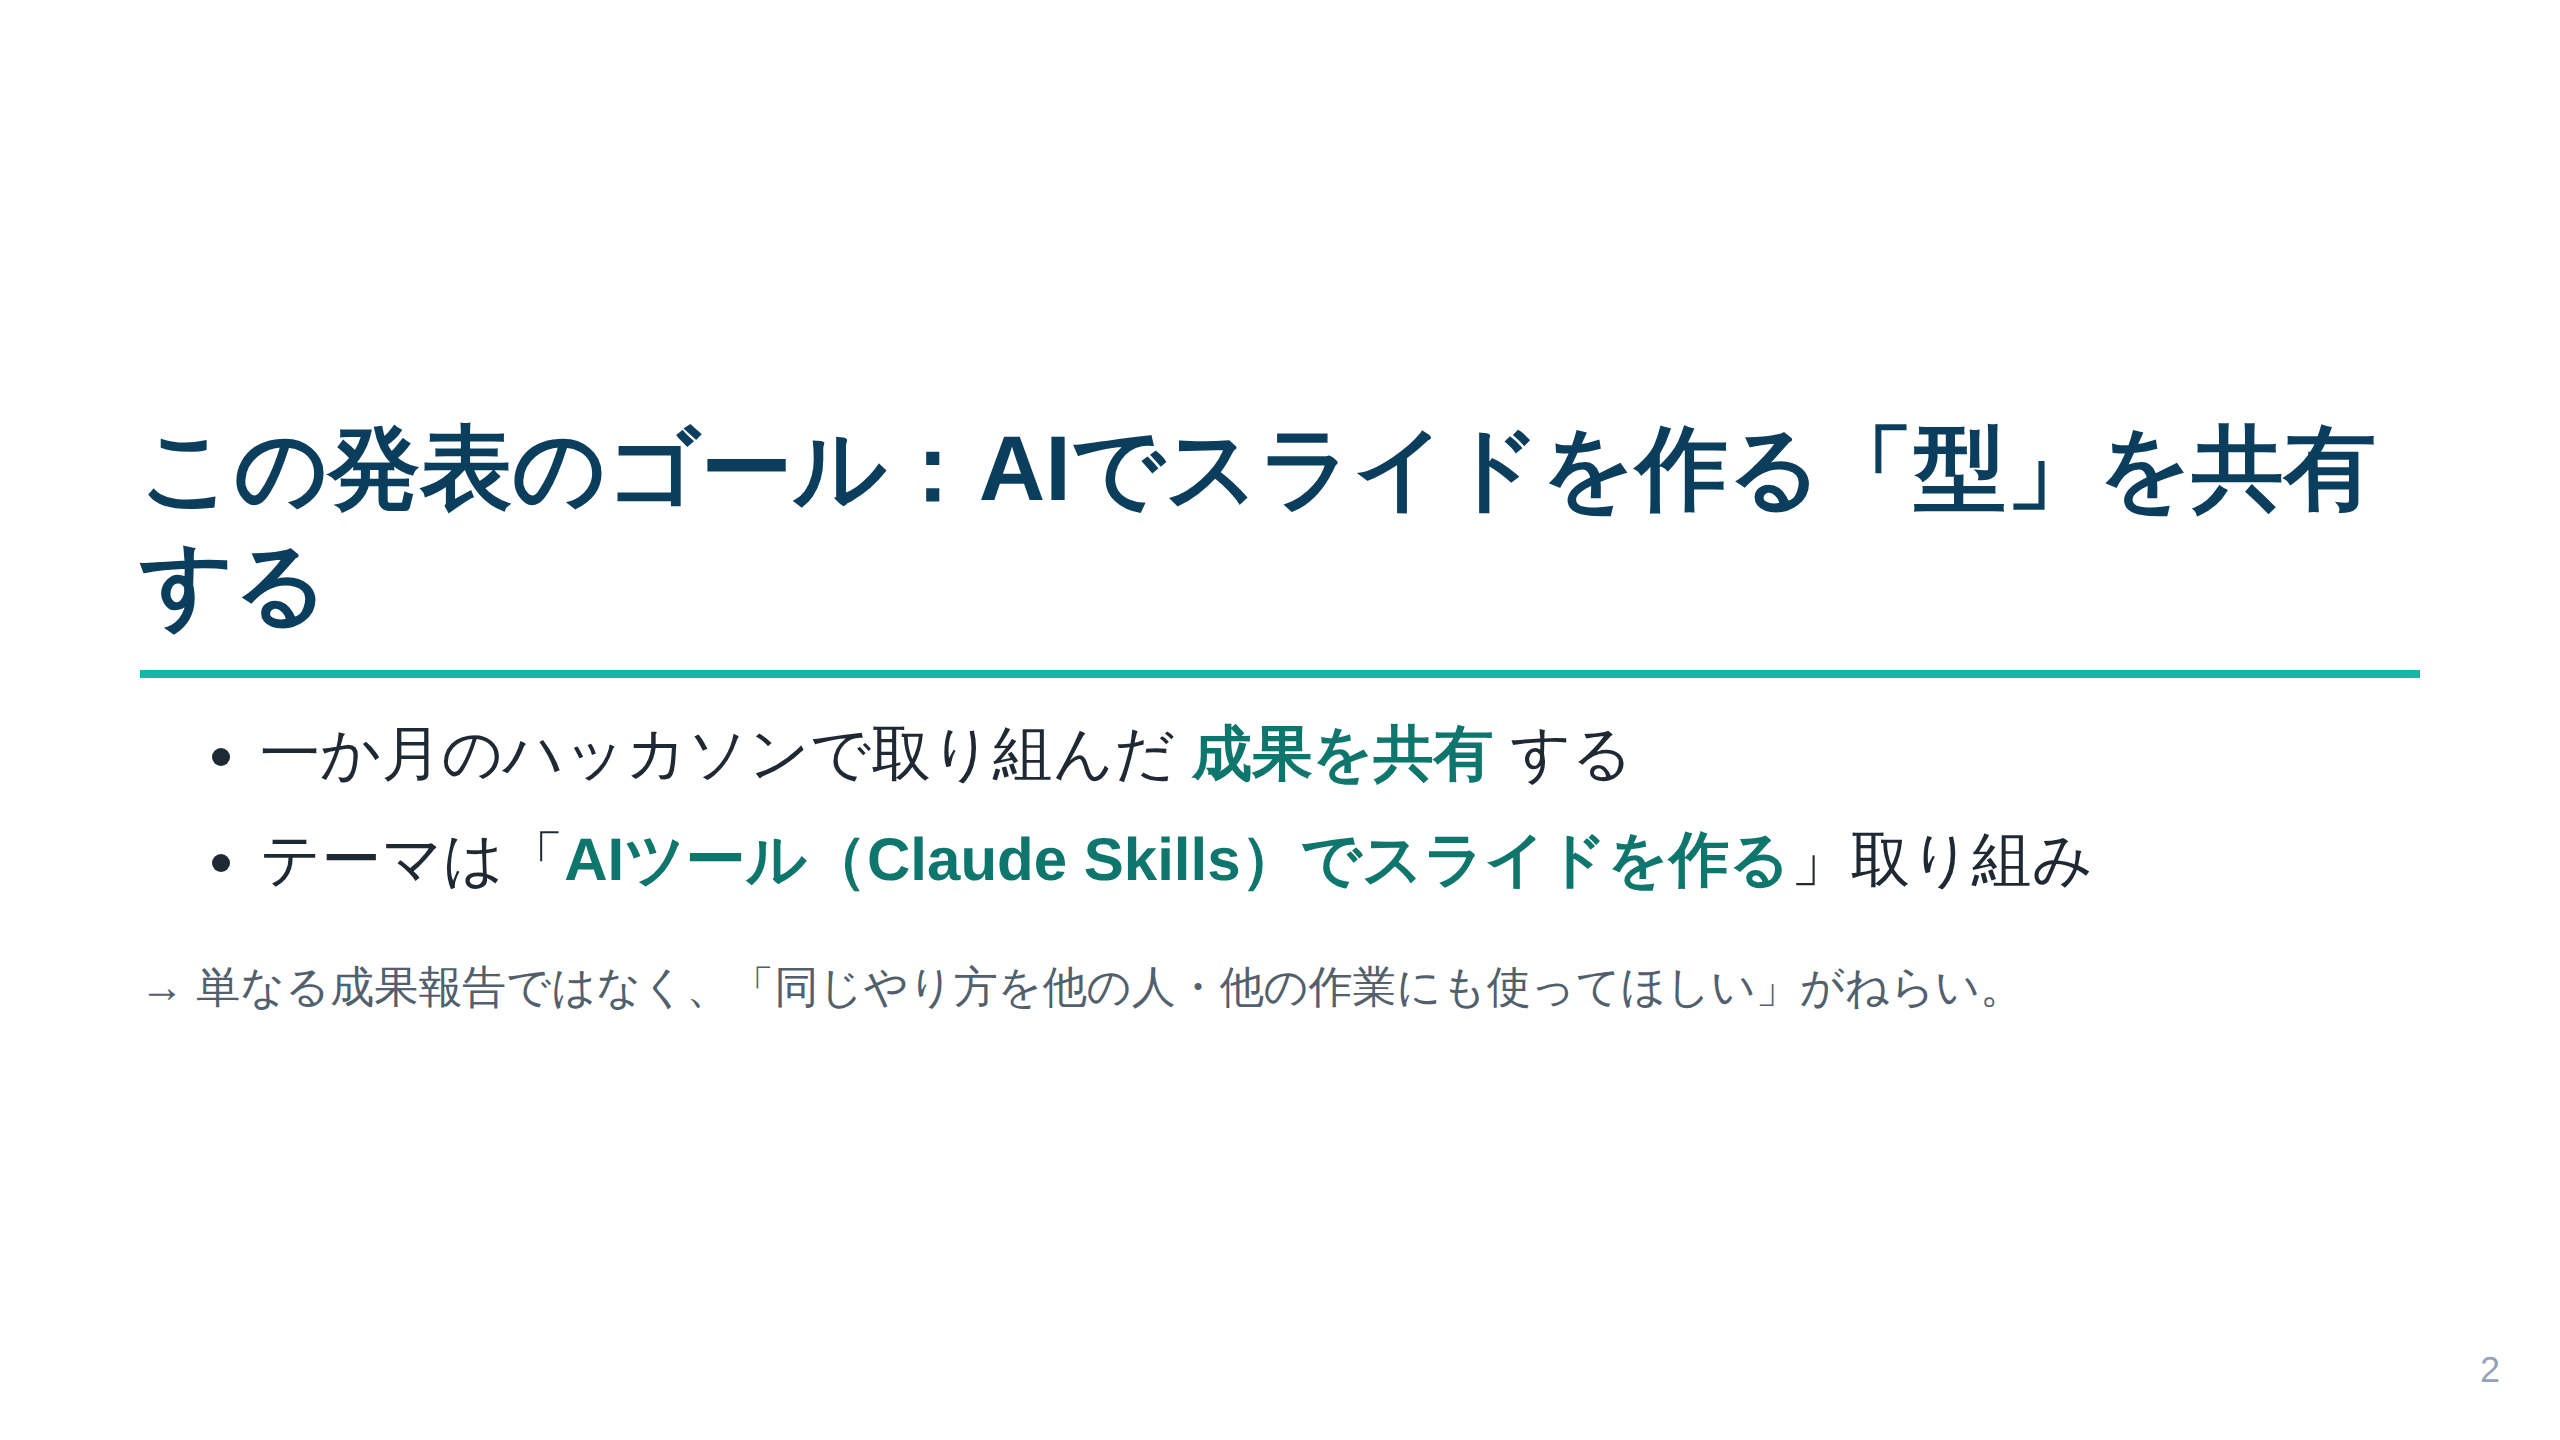 この発表のゴール：AIでスライドを作る「型」を共有
する
• 一か月のハッカソンで取り組んだ 成果を共有 する
• テーマは「AIツール（Claude Skills）でスライドを作る」取り組み
→ 単なる成果報告ではなく、「同じやり方を他の人・他の作業にも使ってほしい」がねらい。
2